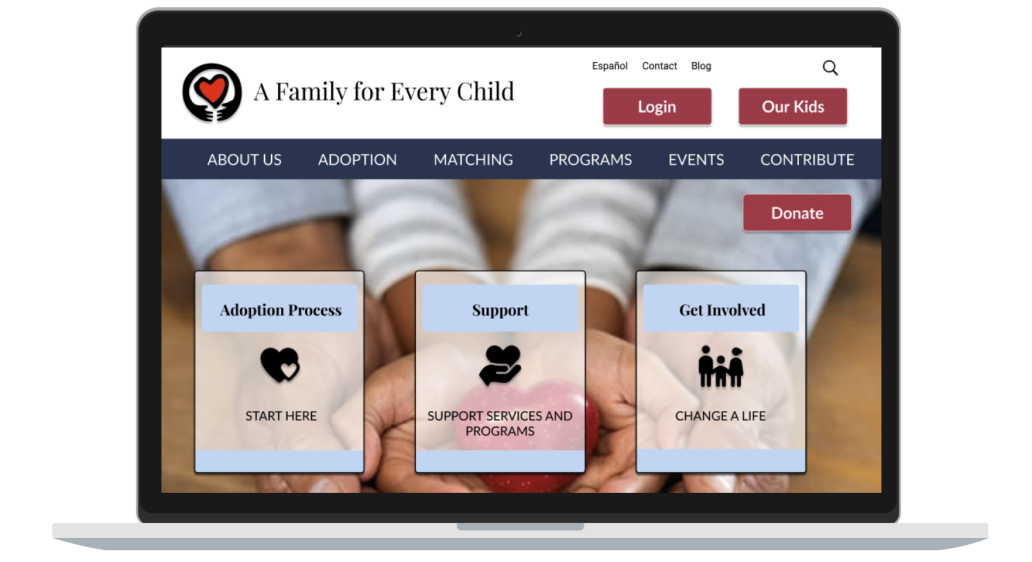 Español Contact Blog
A Family for Every Child
Login Our Kids
ABOUT US ADOPTION MATCHING PROGRAMS EVENTS CONTRIBUTE
Donate
Adoption Process
START HERE
Support
SUPPORT SERVICES AND
PROGRAMS
Get Involved
CHANGE A LIFE